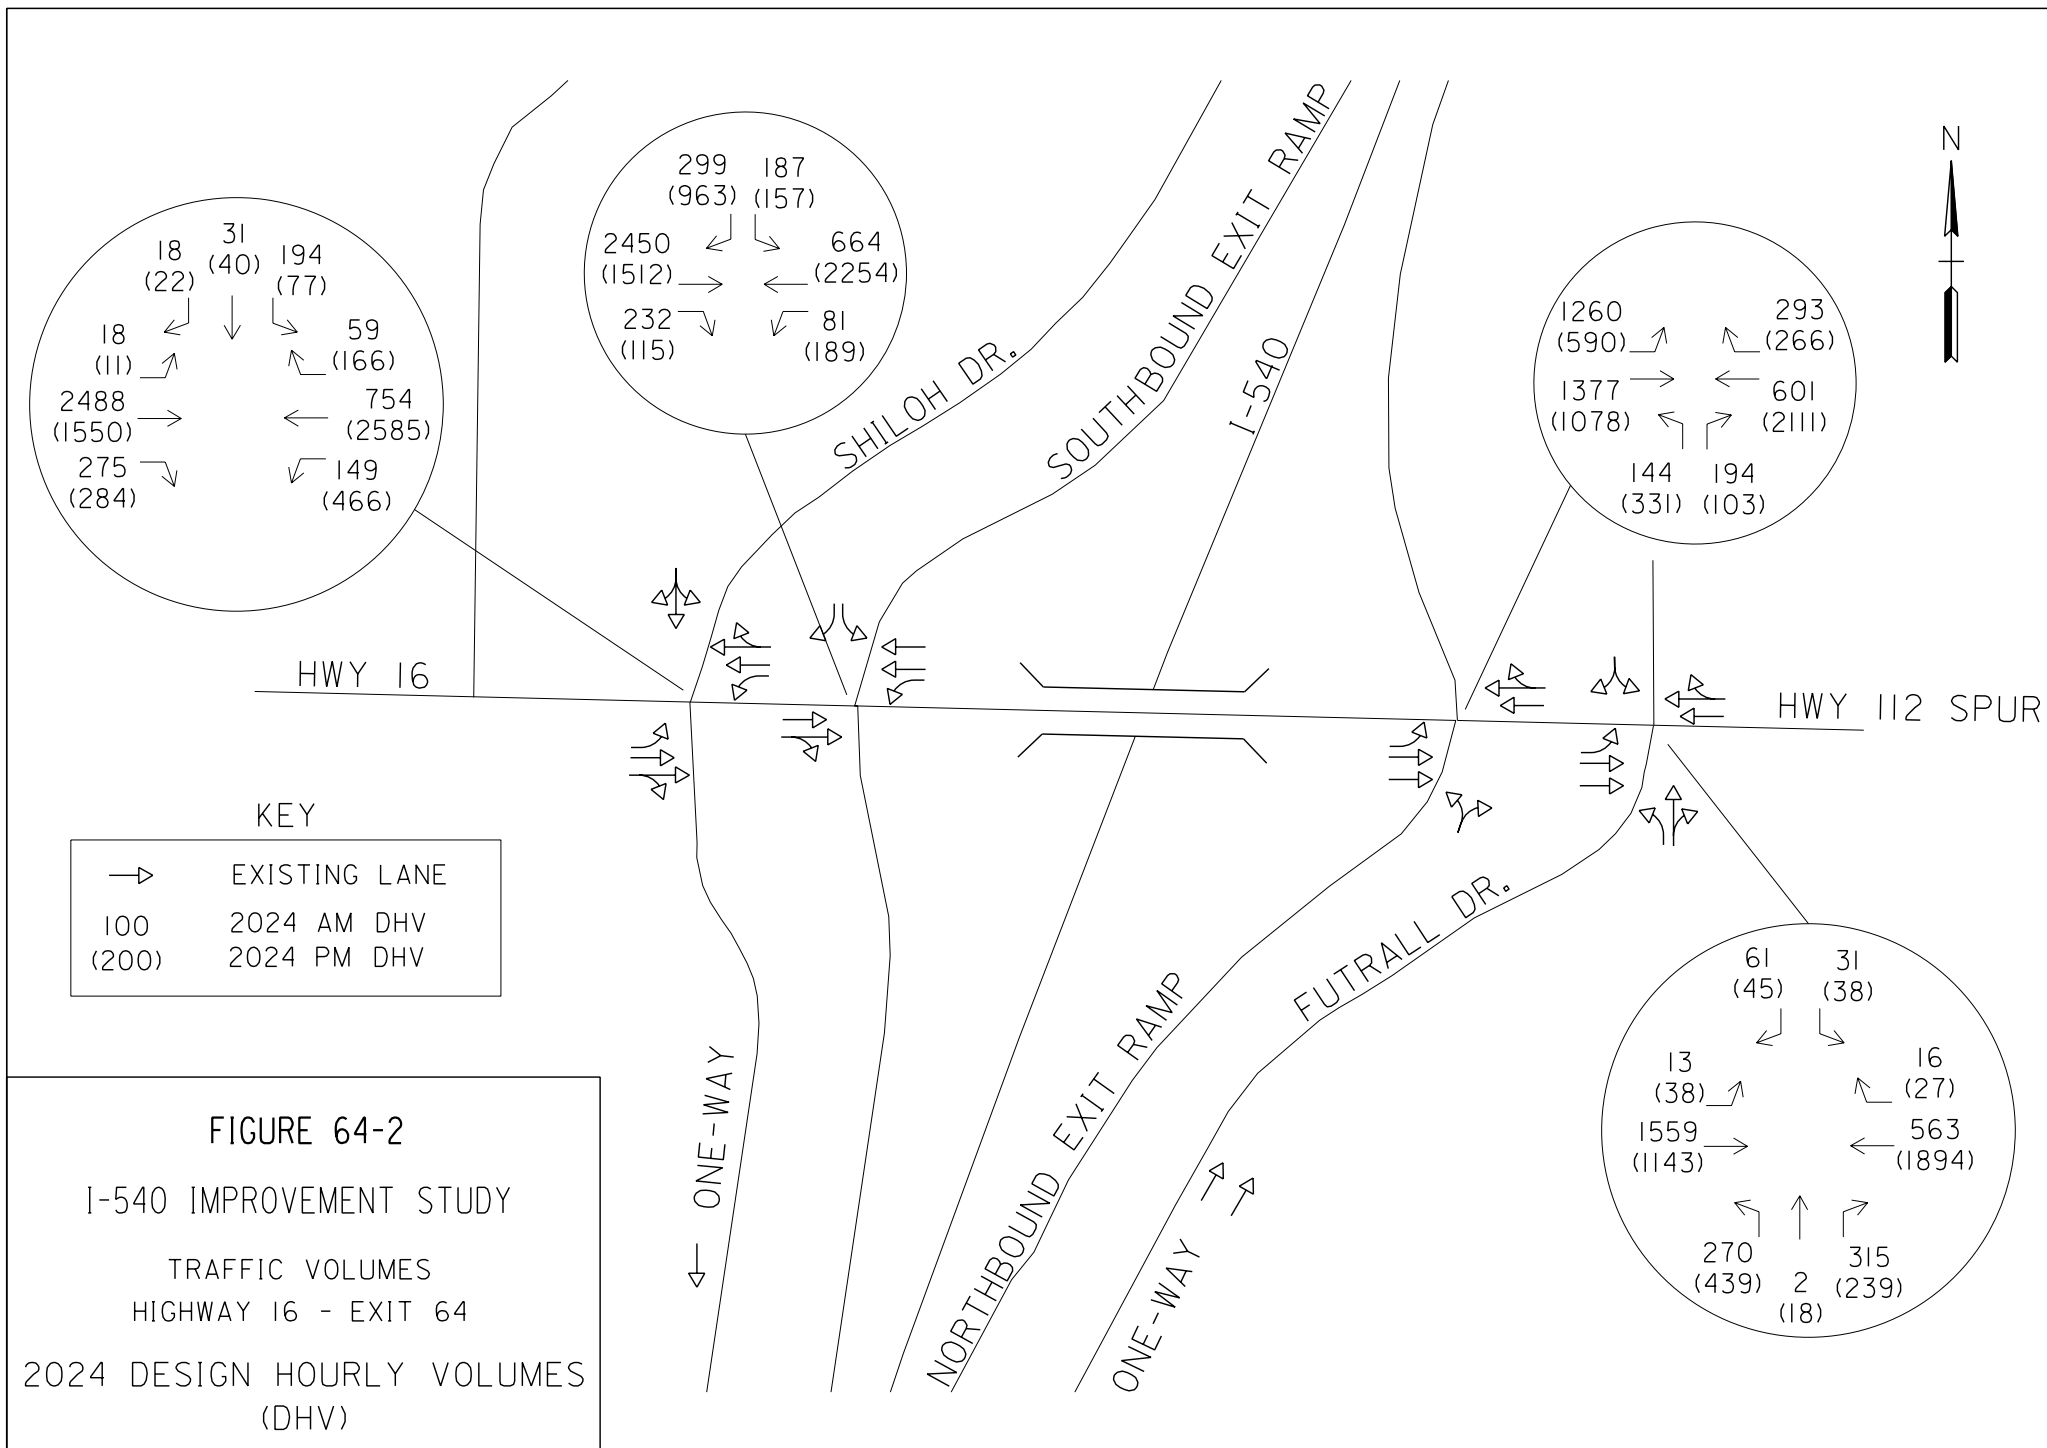 N
299 187
(963) (157)
2450 664
(1512) (2254)
232 81
(115) (189)
18 31 194
(22) (40) (77)
18 59
(11) (166)
2488 754
(1550) (2585)
275 149
(284) (466)
1260 293
(590) (266)
1377 601
(1078) (2111)
144 194
(331) (103)
SHILOH DR.
SOUTHBOUND EXIT RAMP
I-540
HWY 16
HWY 112 SPUR
KEY
EXISTING LANE
100 2024 AM DHV
(200) 2024 PM DHV
ONE-WAY
NORTHBOUND EXIT RAMP
FUTRALL DR.
ONE-WAY
61 31
(45) (38)
13 16
(38) (27)
1559 563
(1143) (1894)
270 2 315
(439) (18) (239)
FIGURE 64-2
I-540 IMPROVEMENT STUDY
TRAFFIC VOLUMES
HIGHWAY 16 - EXIT 64
2024 DESIGN HOURLY VOLUMES
(DHV)